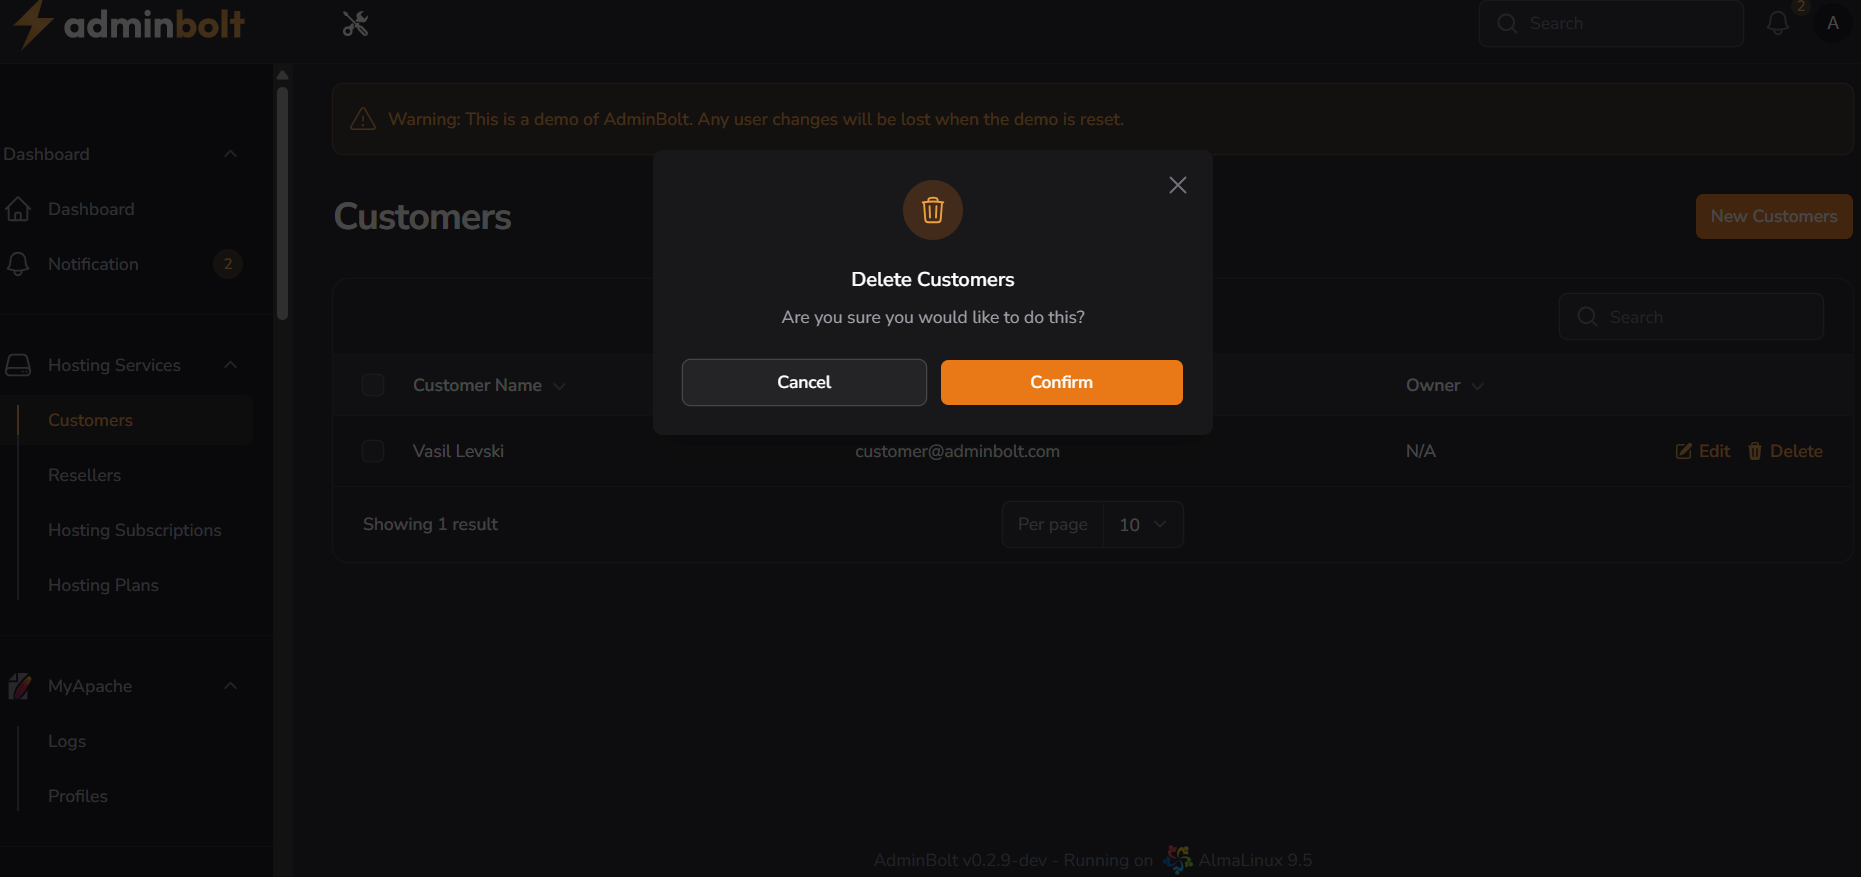 adminbolt
Search
2
A
Warning: This is a demo of AdminBolt. Any user changes will be lost when the demo is reset.
Dashboard
Dashboard
Notification 2
Hosting Services
Customers
Resellers
Hosting Subscriptions
Hosting Plans
MyApache
Logs
Profiles
Customers
New Customers
Delete Customers
Are you sure you would like to do this?
Cancel Confirm
Search
Customer Name Owner
Vasil Levski customer@adminbolt.com N/A Edit Delete
Showing 1 result Per page 10
AdminBolt v0.2.9-dev - Running on AlmaLinux 9.5